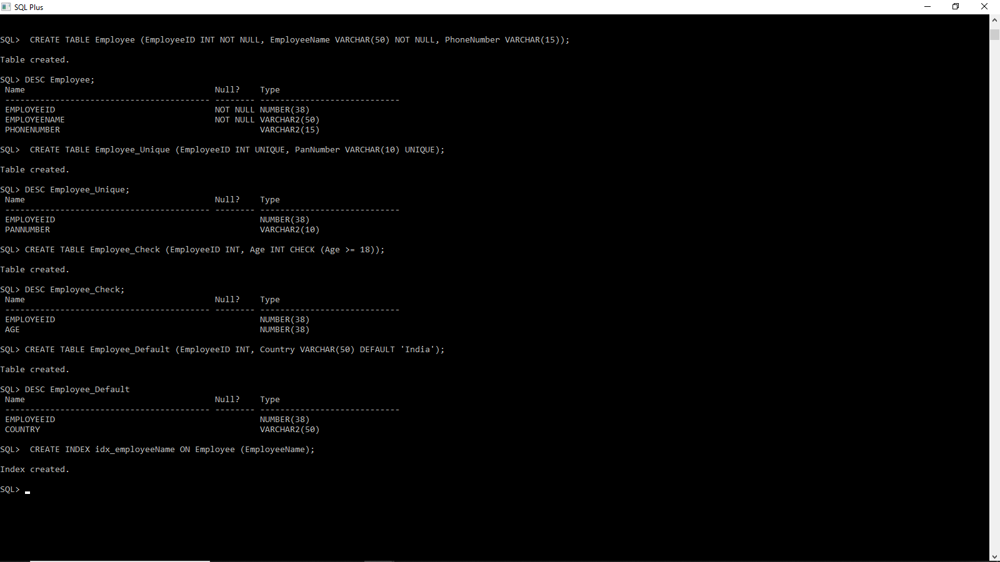 SQL Plus
SQL>  CREATE TABLE Employee (EmployeeID INT NOT NULL, EmployeeName VARCHAR(50) NOT NULL, PhoneNumber VARCHAR(15));
Table created.
SQL> DESC Employee;
 Name                                      Null?    Type
 ----------------------------------------- -------- ----------------------------
 EMPLOYEEID                                NOT NULL NUMBER(38)
 EMPLOYEENAME                              NOT NULL VARCHAR2(50)
 PHONENUMBER                                        VARCHAR2(15)
SQL>  CREATE TABLE Employee_Unique (EmployeeID INT UNIQUE, PanNumber VARCHAR(10) UNIQUE);
Table created.
SQL> DESC Employee_Unique;
 Name                                      Null?    Type
 ----------------------------------------- -------- ----------------------------
 EMPLOYEEID                                         NUMBER(38)
 PANNUMBER                                          VARCHAR2(10)
SQL> CREATE TABLE Employee_Check (EmployeeID INT, Age INT CHECK (Age >= 18));
Table created.
SQL> DESC Employee_Check;
 Name                                      Null?    Type
 ----------------------------------------- -------- ----------------------------
 EMPLOYEEID                                         NUMBER(38)
 AGE                                                NUMBER(38)
SQL> CREATE TABLE Employee_Default (EmployeeID INT, Country VARCHAR(50) DEFAULT 'India');
Table created.
SQL> DESC Employee_Default
 Name                                      Null?    Type
 ----------------------------------------- -------- ----------------------------
 EMPLOYEEID                                         NUMBER(38)
 COUNTRY                                            VARCHAR2(50)
SQL>  CREATE INDEX idx_employeeName ON Employee (EmployeeName);
Index created.
SQL>